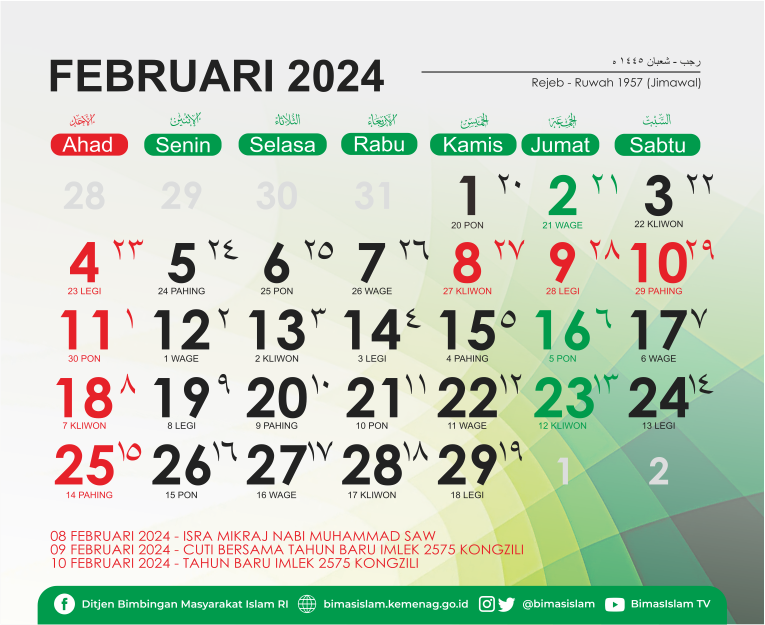 FEBRUARI 2024
رجب - شعبان ١٤٤٥ ه
Rejeb - Ruwah 1957 (Jimawal)
الأحد الإثنين الثلاثاء الأربعاء الخميس الجمعة السبت
Ahad Senin Selasa Rabu Kamis Jumat Sabtu
28 29 30 31 1 ٢٠ 2 ٢١ 3 ٢٢
20 PON 21 WAGE 22 KLIWON
4 ٢٣ 5 ٢٤ 6 ٢٥ 7 ٢٦ 8 ٢٧ 9 ٢٨ 10 ٢٩
23 LEGI 24 PAHING 25 PON 26 WAGE 27 KLIWON 28 LEGI 29 PAHING
11 ١ 12 ٢ 13 ٣ 14 ٤ 15 ٥ 16 ٦ 17 ٧
30 PON 1 WAGE 2 KLIWON 3 LEGI 4 PAHING 5 PON 6 WAGE
18 ٨ 19 ٩ 20 ١٠ 21 ١١ 22 ١٢ 23 ١٣ 24 ١٤
7 KLIWON 8 LEGI 9 PAHING 10 PON 11 WAGE 12 KLIWON 13 LEGI
25 ١٥ 26 ١٦ 27 ١٧ 28 ١٨ 29 ١٩ 1 2
14 PAHING 15 PON 16 WAGE 17 KLIWON 18 LEGI
08 FEBRUARI 2024 - ISRA MIKRAJ NABI MUHAMMAD SAW
09 FEBRUARI 2024 - CUTI BERSAMA TAHUN BARU IMLEK 2575 KONGZILI
10 FEBRUARI 2024 - TAHUN BARU IMLEK 2575 KONGZILI
Ditjen Bimbingan Masyarakat Islam RI bimasislam.kemenag.go.id @bimasislam BimasIslam TV